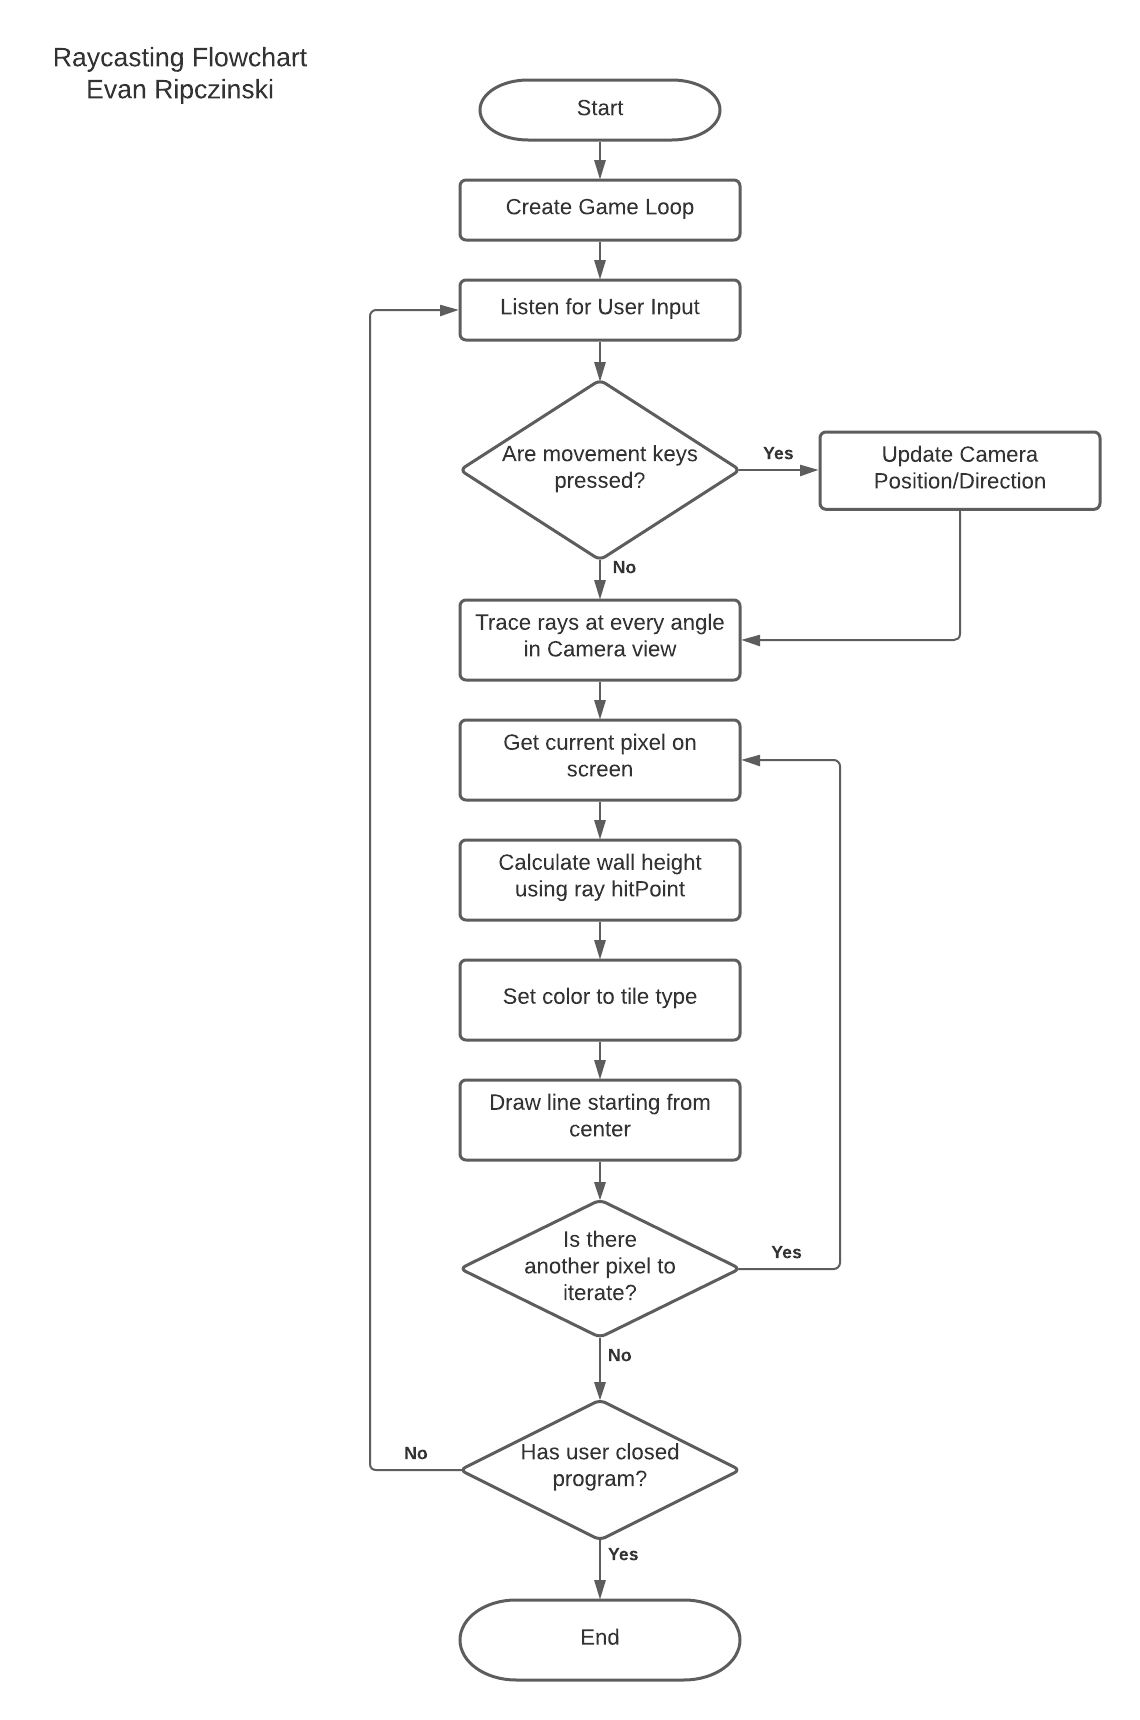 Raycasting Flowchart
Evan Ripczinski
Start
Create Game Loop
Listen for User Input
Are movement keys
pressed?
Yes
Update Camera
Position/Direction
No
Trace rays at every angle
in Camera view
Get current pixel on
screen
Calculate wall height
using ray hitPoint
Set color to tile type
Draw line starting from
center
Is there
another pixel to
iterate?
Yes
No
Has user closed
program?
No
Yes
End